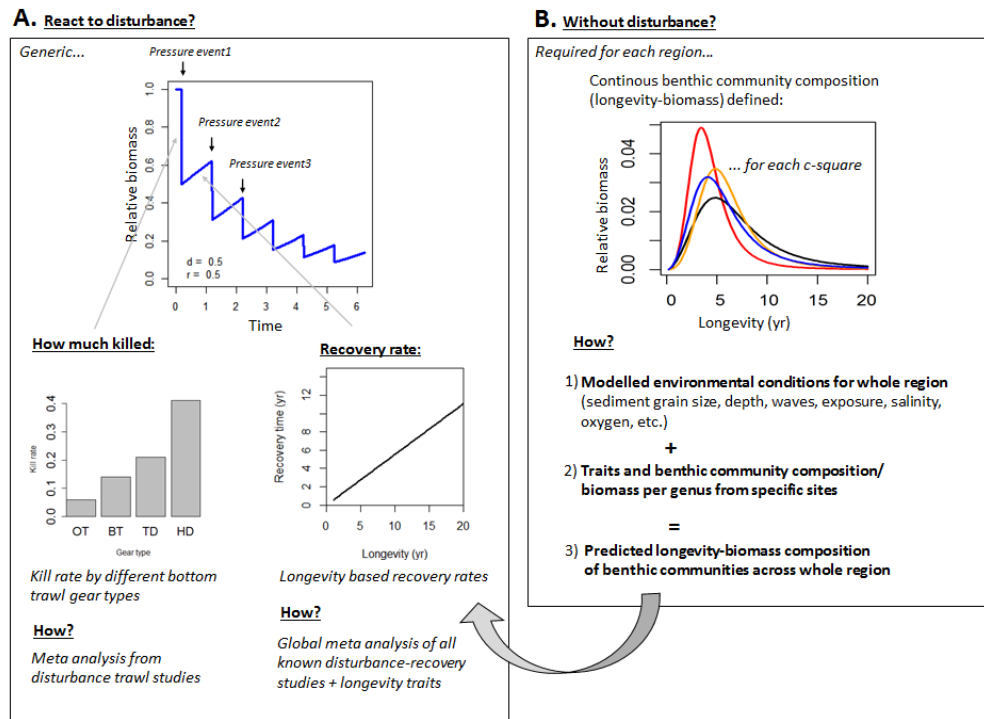 A. React to disturbance?
Generic...
Pressure event1
Pressure event2
Pressure event3
Relative biomass
0.0 0.2 0.4 0.6 0.8 1.0
d = 0.5
r = 0.5
0 1 2 3 4 5 6
Time
How much killed:
Kill rate
0.0 0.1 0.2 0.3 0.4
OT BT TD HD
Gear type
Kill rate by different bottom
trawl gear types
How?
Meta analysis from
disturbance trawl studies
Recovery rate:
Recovery time (yr)
0 2 4 6 8 12
0 5 10 15 20
Longevity (yr)
Longevity based recovery rates
How?
Global meta analysis of all
known disturbance-recovery
studies + longevity traits
B. Without disturbance?
Required for each region...
Continous benthic community composition
(longevity-biomass) defined:
... for each c-square
Relative biomass
0.00 0.02 0.04
0 5 10 15 20
Longevity (yr)
How?
1) Modelled environmental conditions for whole region
(sediment grain size, depth, waves, exposure, salinity,
oxygen, etc.)
+
2) Traits and benthic community composition/
biomass per genus from specific sites
=
3) Predicted longevity-biomass composition
of benthic communities across whole region